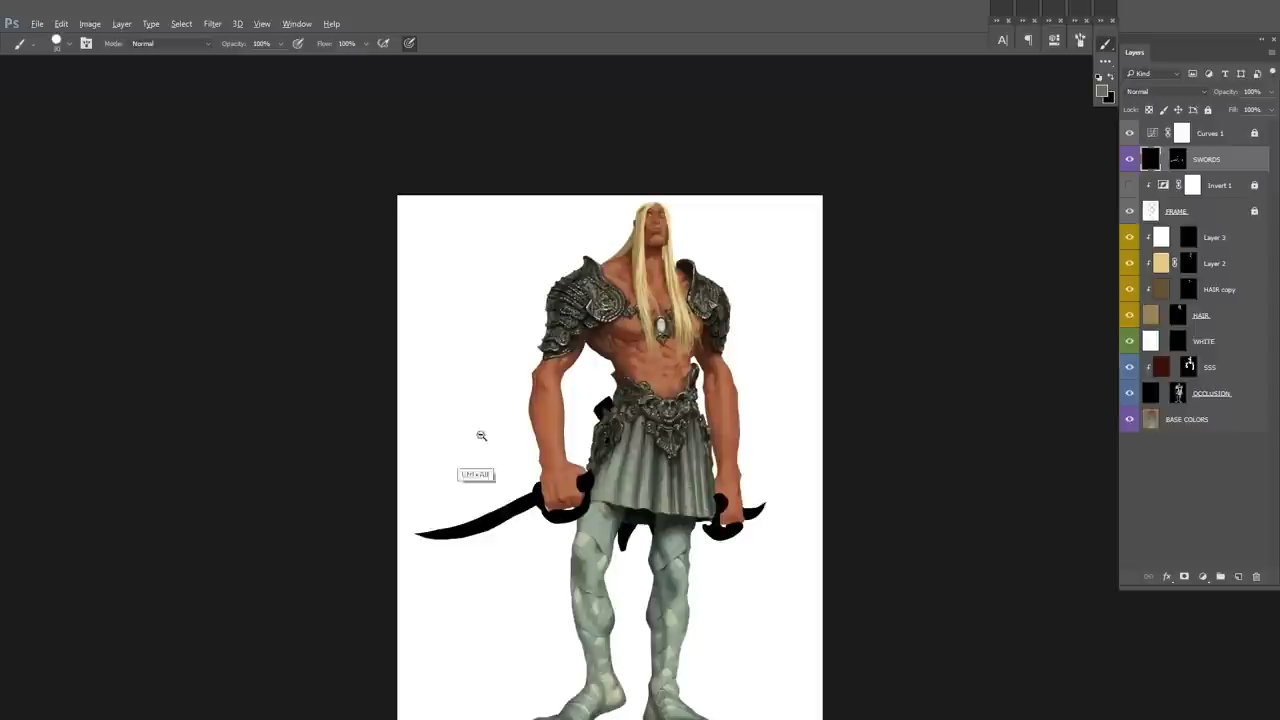 Ps File Edit Image Layer Type Select Filter 3D View Window Help
Mode: Normal Opacity: 100% Flow: 100%
Layers
Kind
Normal Opacity: 100%
Lock: Fill: 100%
Curves 1
SWORDS
Invert 1
FRAME
Layer 3
Layer 2
HAIR copy
HAIR
WHITE
SSS
OCCLUSION
BASE COLORS
Ctrl+Alt